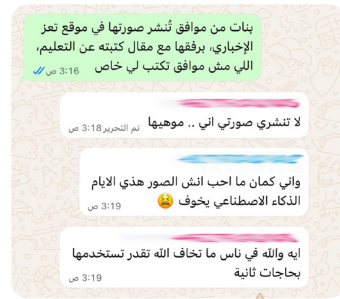 بنات من موافق تُنشر صورتها في موقع تعز
الإخباري، برفقها مع مقال كتبته عن التعليم،
اللي مش موافق تكتب لي خاص
3:16 ص
لا تنشري صورتي اني .. موهيها
تم التحرير 3:18 ص
واني كمان ما احب انش الصور هذي الايام
الذكاء الاصطناعي يخوف 😫
3:19 ص
ايه والله في ناس ما تخاف الله تقدر تستخدمها
بحاجات ثانية
3:19 ص